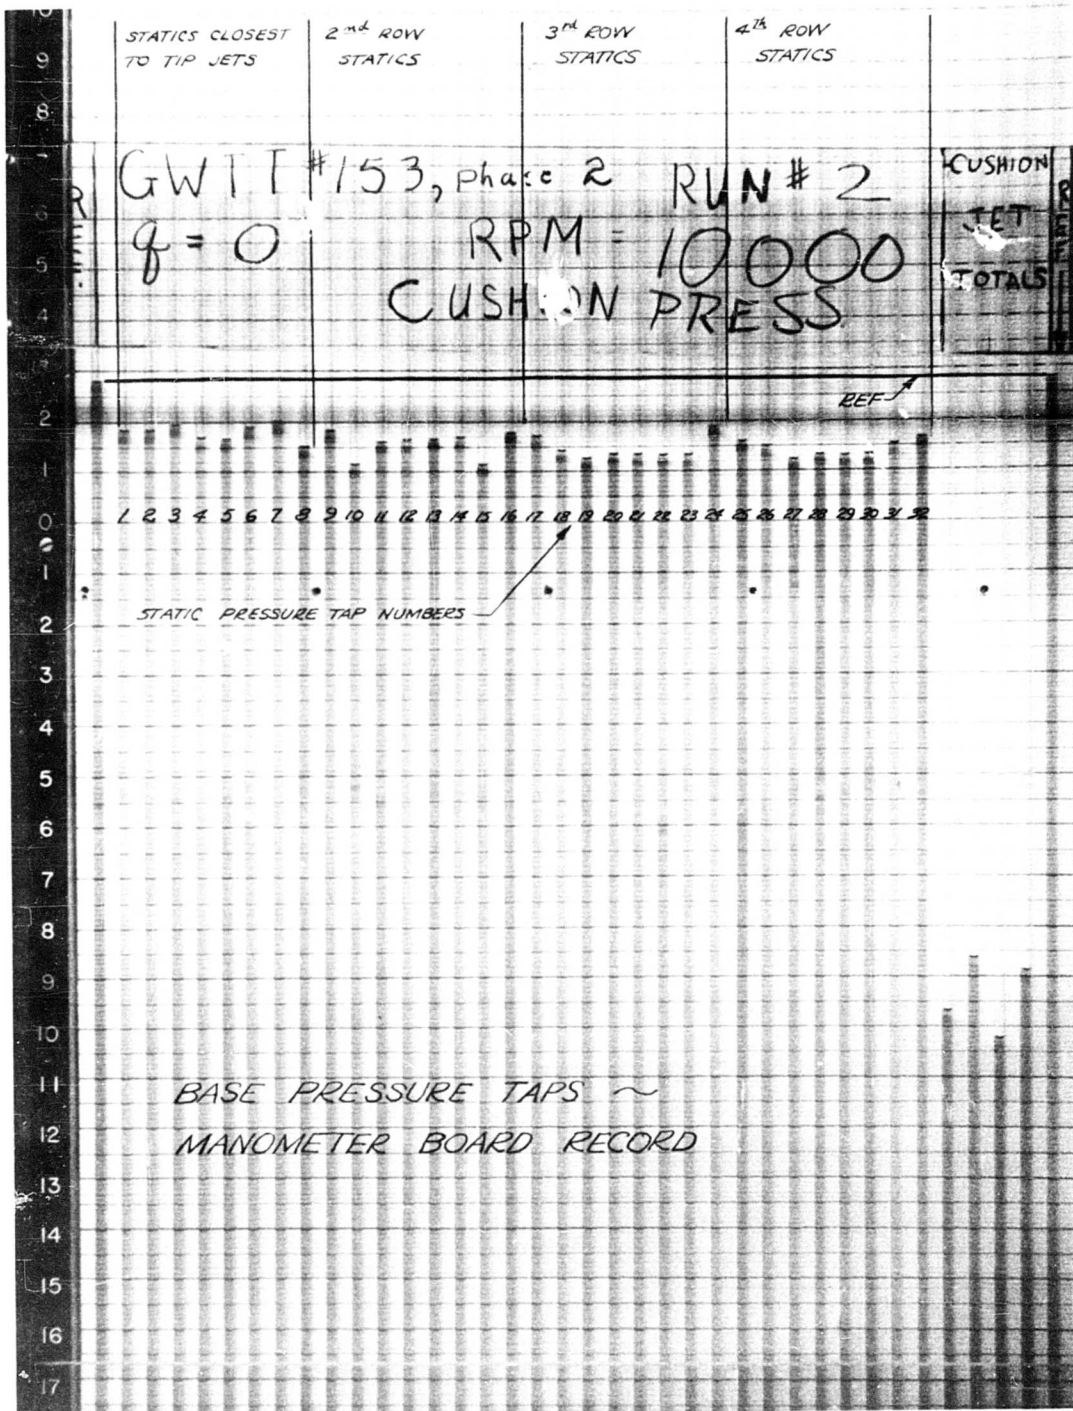 10
9
8
STATICS CLOSEST
TO TIP JETS
2nd ROW
STATICS
3rd ROW
STATICS
4th ROW
STATICS
GWTT #153, phase 2 RUN # 2
q = 0 RPM = 10000
CUSHION PRESS
CUSHION
JET
TOTALS
5
4
REF
2
1
0
1 2 3 4 5 6 7 8 9 10 11 12 13 14 15 16 17 18 19 20 21 22 23 24 25 26 27 28 29 30 31 32
STATIC PRESSURE TAP NUMBERS
1
2
3
4
5
6
7
8
9
10
11
12
13
14
15
16
17
BASE PRESSURE TAPS ~
MANOMETER BOARD RECORD